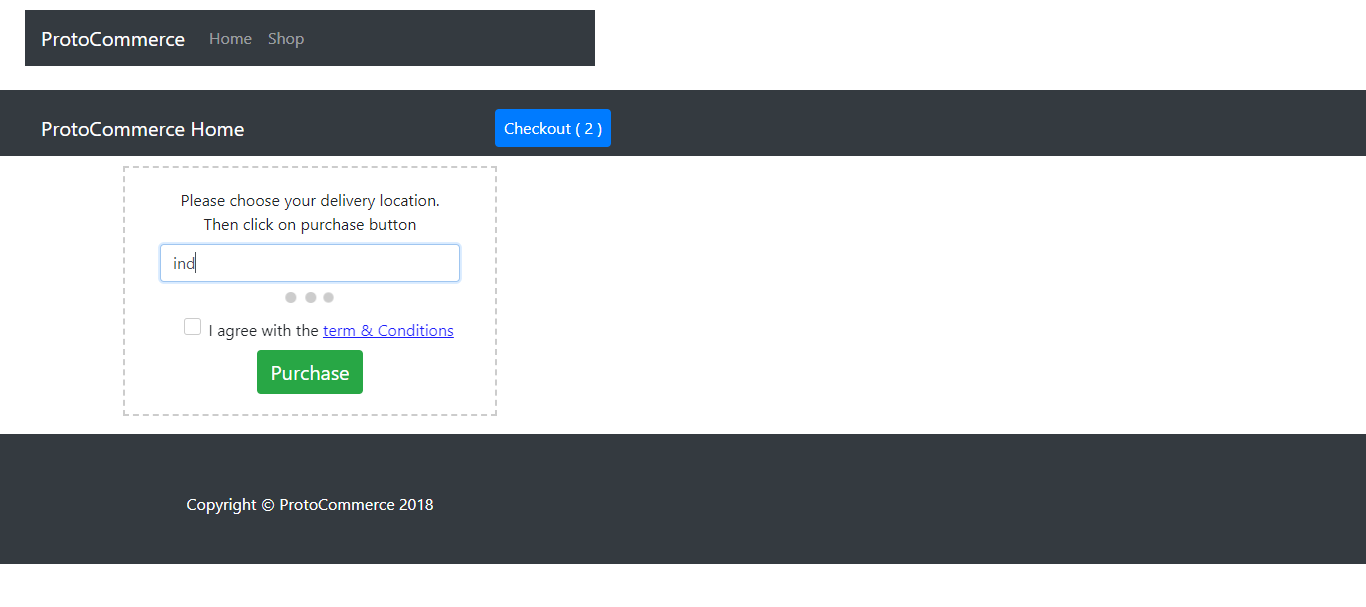 ProtoCommerce Home Shop
ProtoCommerce Home Checkout ( 2 )
Please choose your delivery location.
Then click on purchase button
ind
I agree with the term & Conditions
Purchase
Copyright © ProtoCommerce 2018